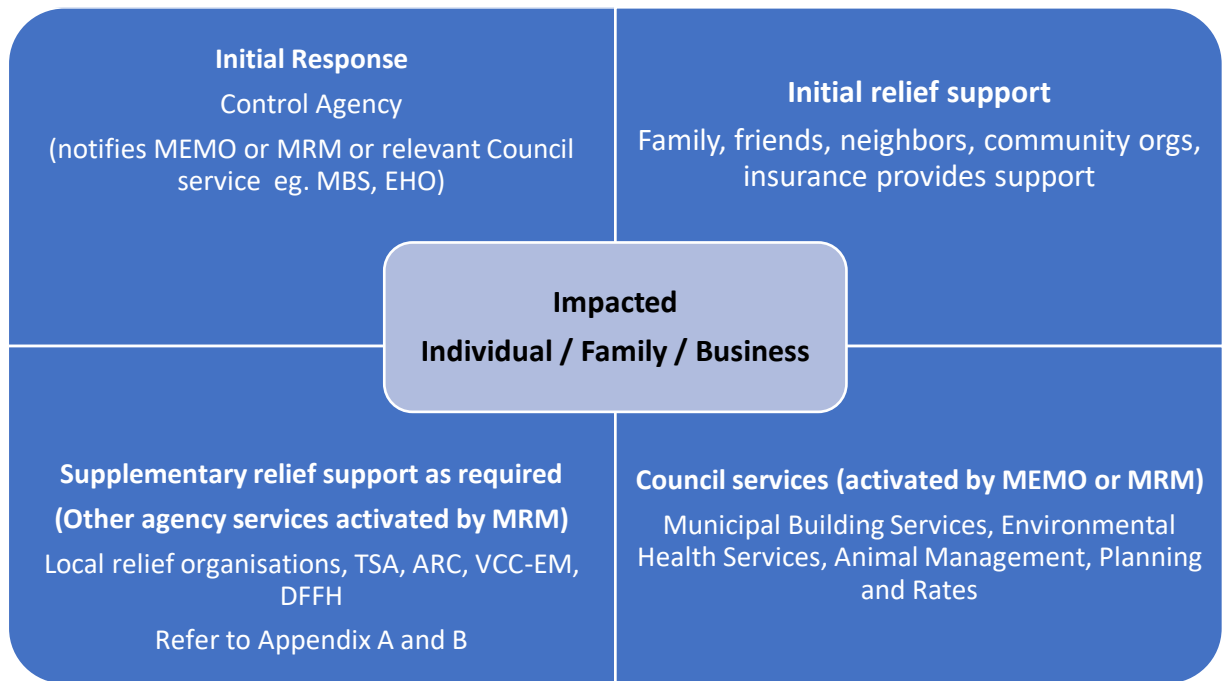 Initial Response
Control Agency
(notifies MEMO or MRM or relevant Council
service eg. MBS, EHO)
Initial relief support
Family, friends, neighbors, community orgs,
insurance provides support
Impacted
Individual / Family / Business
Supplementary relief support as required
(Other agency services activated by MRM)
Local relief organisations, TSA, ARC, VCC-EM,
DFFH
Refer to Appendix A and B
Council services (activated by MEMO or MRM)
Municipal Building Services, Environmental
Health Services, Animal Management, Planning
and Rates